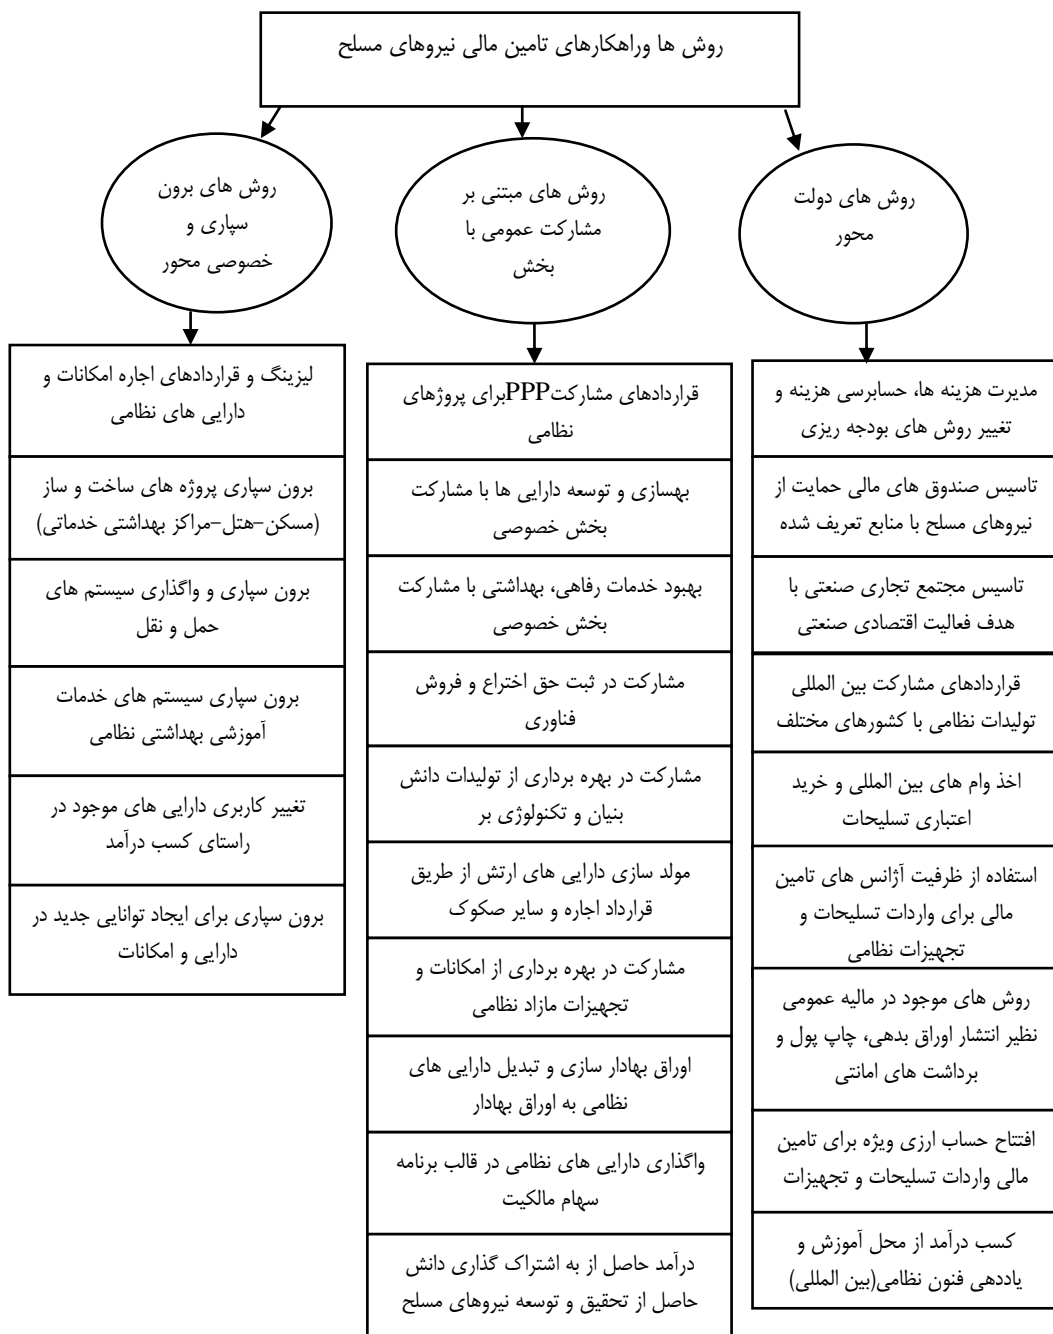 روش ها وراهکارهای تامین مالی نیروهای مسلح
روش های دولت
محور
روش های مبتنی بر
مشارکت عمومی با
بخش
روش های برون
سپاری و
خصوصی محور
مدیرت هزینه ها، حسابرسی هزینه و
تغییر روش های بودجه ریزی
تاسیس صندوق های مالی حمایت از
نیروهای مسلح با منابع تعریف شده
تاسیس مجتمع تجاری صنعتی با
هدف فعالیت اقتصادی صنعتی
قراردادهای مشارکت بین المللی
تولیدات نظامی با کشورهای مختلف
اخذ وام های بین المللی و خرید
اعتباری تسلیحات
استفاده از ظرفیت آژانس های تامین
مالی برای واردات تسلیحات و
تجهیزات نظامی
روش های موجود در مالیه عمومی
نظیر انتشار اوراق بدهی، چاپ پول و
برداشت های امانتی
افتتاح حساب ارزی ویژه برای تامین
مالی واردات تسلیحات و تجهیزات
کسب درآمد از محل آموزش و
یاددهی فنون نظامی(بین المللی)
قراردادهای مشارکتPPPبرای پروژهای
نظامی
بهسازی و توسعه دارایی ها با مشارکت
بخش خصوصی
بهبود خدمات رفاهی، بهداشتی با مشارکت
بخش خصوصی
مشارکت در ثبت حق اختراع و فروش
فناوری
مشارکت در بهره برداری از تولیدات دانش
بنیان و تکنولوژی بر
مولد سازی دارایی های ارتش از طریق
قرارداد اجاره و سایر صکوک
مشارکت در بهره برداری از امکانات و
تجهیزات مازاد نظامی
اوراق بهادار سازی و تبدیل دارایی های
نظامی به اوراق بهادار
واگذاری دارایی های نظامی در قالب برنامه
سهام مالکیت
درآمد حاصل از به اشتراک گذاری دانش
حاصل از تحقیق و توسعه نیروهای مسلح
لیزینگ و قراردادهای اجاره امکانات و
دارایی های نظامی
برون سپاری پروژه های ساخت و ساز
(مسکن-هتل-مراکز بهداشتی خدماتی)
برون سپاری و واگذاری سیستم های
حمل و نقل
برون سپاری سیستم های خدمات
آموزشی بهداشتی نظامی
تغییر کاربری دارایی های موجود در
راستای کسب درآمد
برون سپاری برای ایجاد توانایی جدید در
دارایی و امکانات